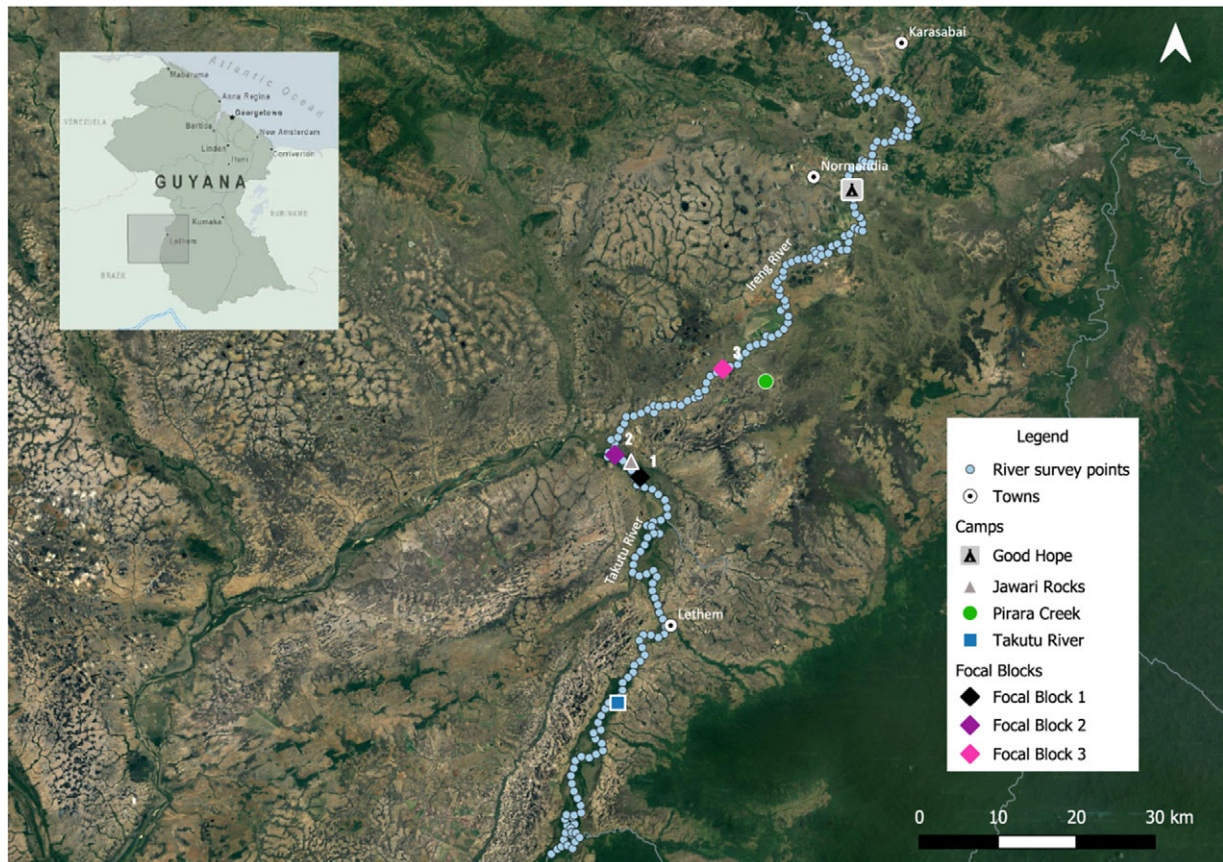 Karasabai
Normandia
Ireng River
3
2
1
Takutu River
Lethem
Atlantic Ocean
Mabaruma
Anna Regina
Georgetown
VENEZUELA
Bartica
New Amsterdam
Linden
Corriverton
Ituni
GUYANA
SURINAME
Kumaka
Lethem
BRAZIL
Legend
River survey points
Towns
Camps
Good Hope
Jawari Rocks
Pirara Creek
Takutu River
Focal Blocks
Focal Block 1
Focal Block 2
Focal Block 3
0 10 20 30 km